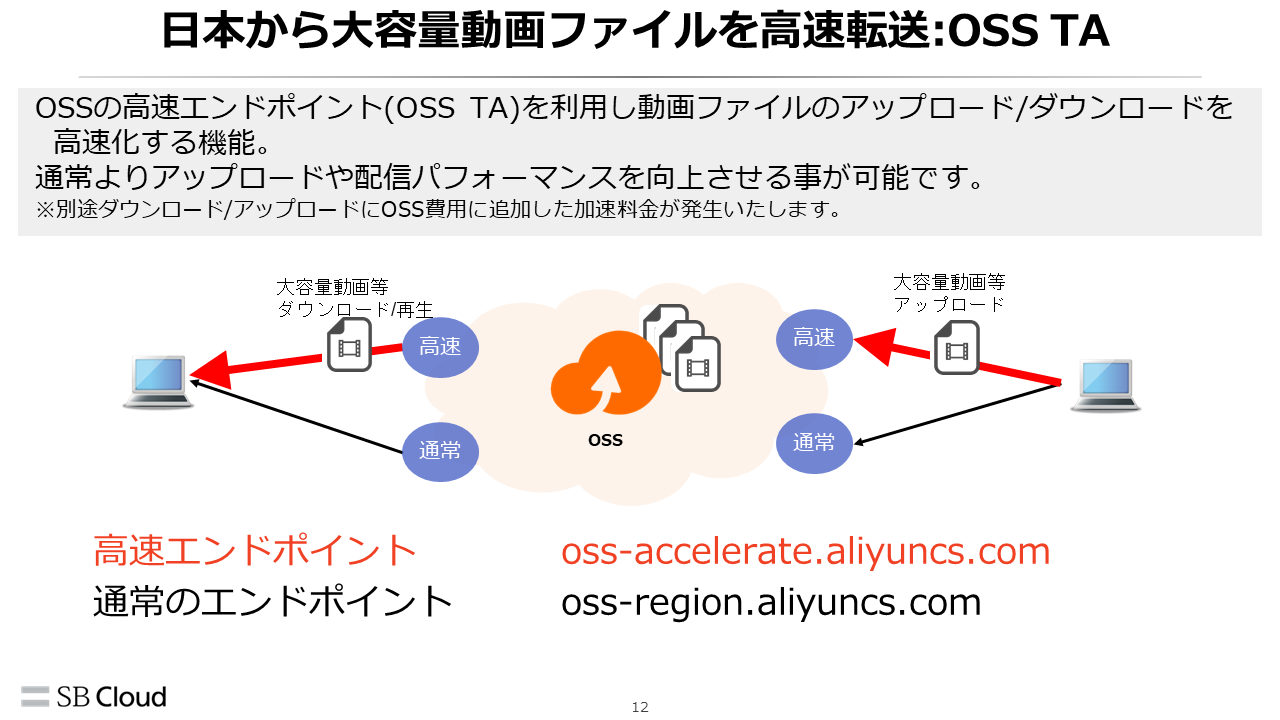 日本から大容量動画ファイルを高速転送:OSS TA
OSSの高速エンドポイント(OSS TA)を利用し動画ファイルのアップロード/ダウンロードを
高速化する機能。
通常よりアップロードや配信パフォーマンスを向上させる事が可能です。
※別途ダウンロード/アップロードにOSS費用に追加した加速料金が発生いたします。
大容量動画等
ダウンロード/再生
高速
通常
OSS
大容量動画等
アップロード
高速
通常
高速エンドポイント oss-accelerate.aliyuncs.com
通常のエンドポイント oss-region.aliyuncs.com
SB Cloud
12